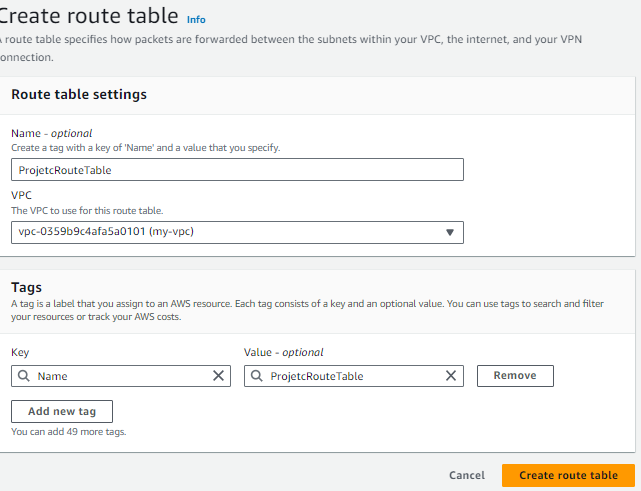 Create route table Info
A route table specifies how packets are forwarded between the subnets within your VPC, the internet, and your VPN
connection.
Route table settings
Name - optional
Create a tag with a key of 'Name' and a value that you specify.
ProjetcRouteTable
VPC
The VPC to use for this route table.
vpc-0359b9c4afa5a0101 (my-vpc)
Tags
A tag is a label that you assign to an AWS resource. Each tag consists of a key and an optional value. You can use tags to search and filter
your resources or track your AWS costs.
Key Value - optional
Name ProjetcRouteTable Remove
Add new tag
You can add 49 more tags.
Cancel Create route table